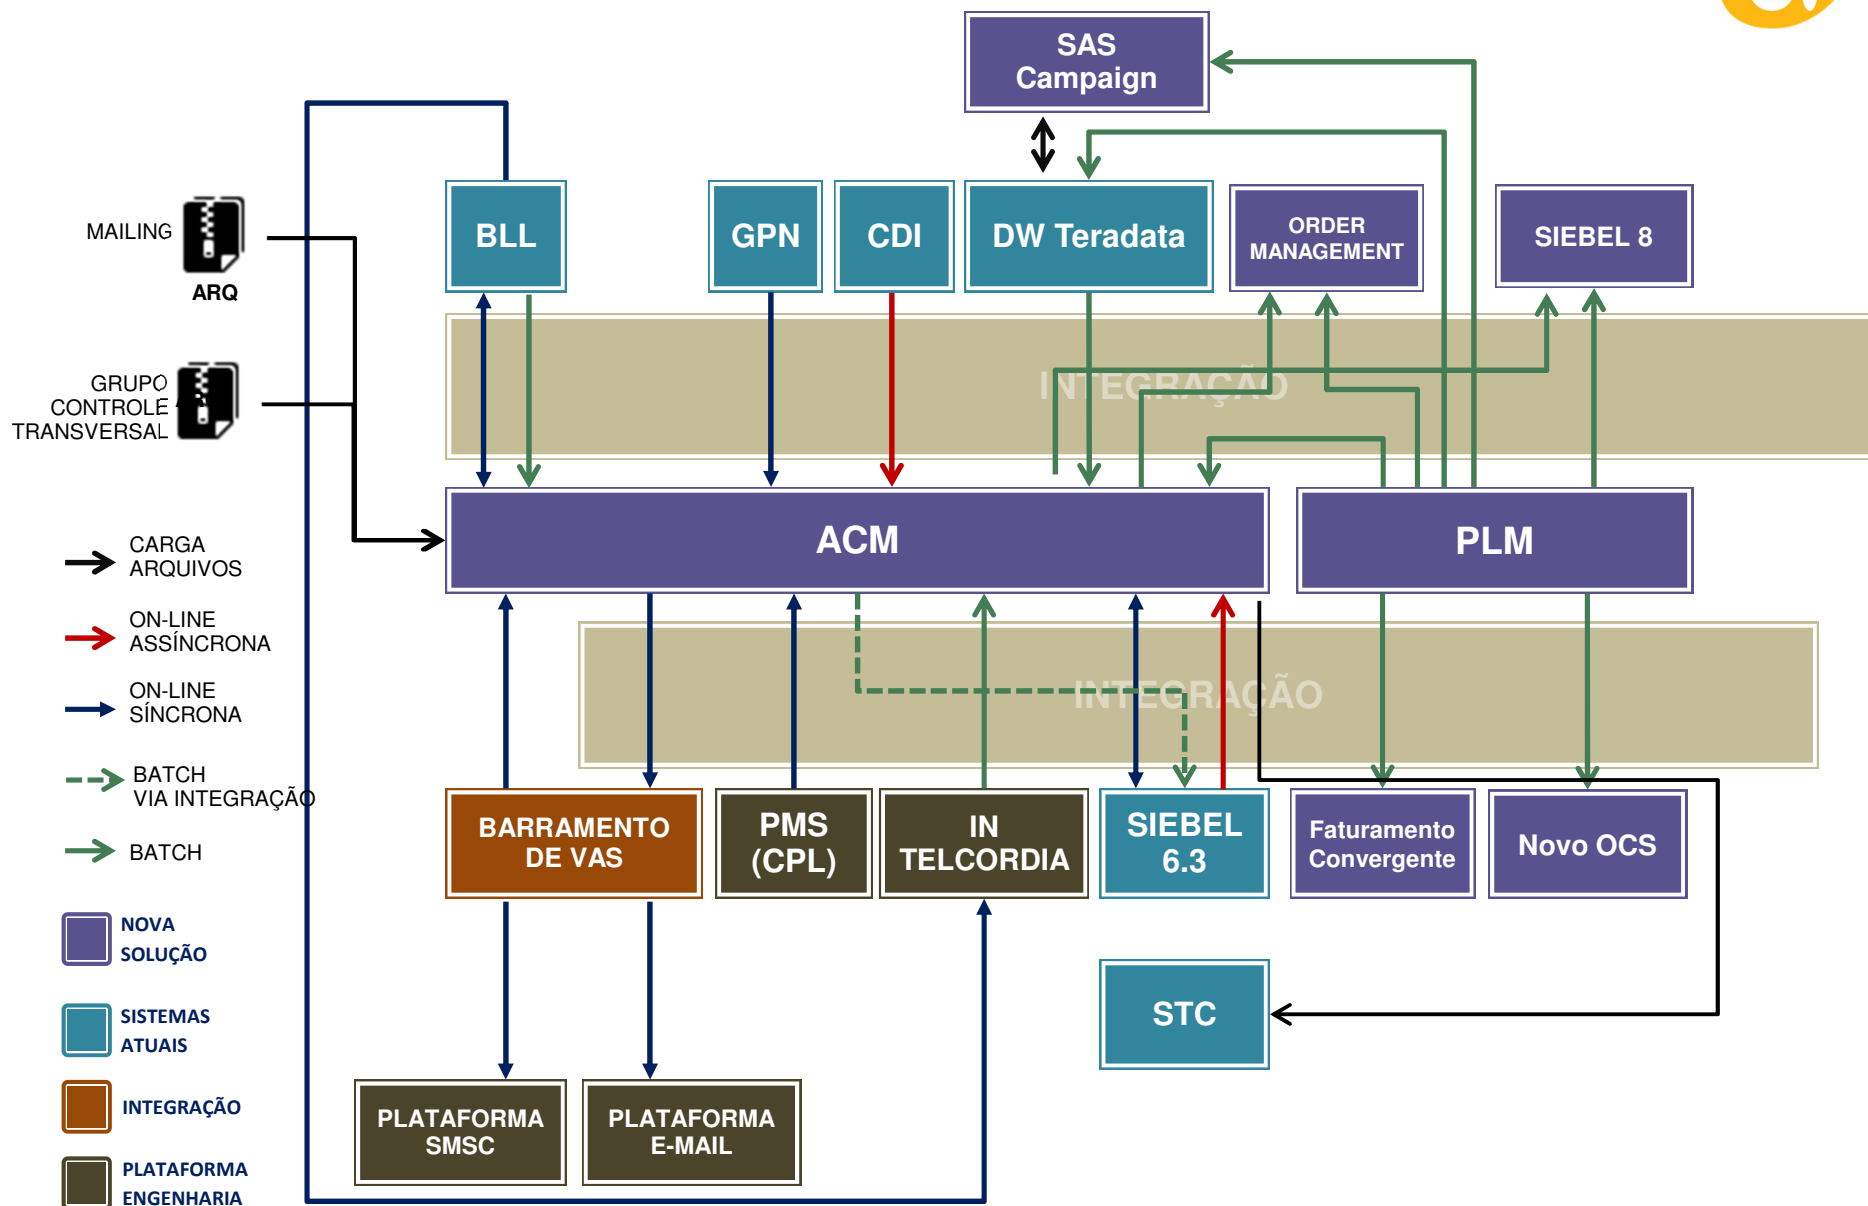 SAS
Campaign
MAILING
ARQ
BLL
GPN
CDI
DW Teradata
ORDER
MANAGEMENT
SIEBEL 8
GRUPO
CONTROLE
TRANSVERSAL
INTEGRAÇÃO
ACM
PLM
CARGA
ARQUIVOS
ON-LINE
ASSÍNCRONA
ON-LINE
SÍNCRONA
BATCH
VIA INTEGRAÇÃO
BATCH
INTEGRAÇÃO
BARRAMENTO
DE VAS
PMS
(CPL)
IN
TELCORDIA
SIEBEL
6.3
Faturamento
Convergente
Novo OCS
NOVA
SOLUÇÃO
SISTEMAS
ATUAIS
INTEGRAÇÃO
PLATAFORMA
ENGENHARIA
STC
PLATAFORMA
SMSC
PLATAFORMA
E-MAIL